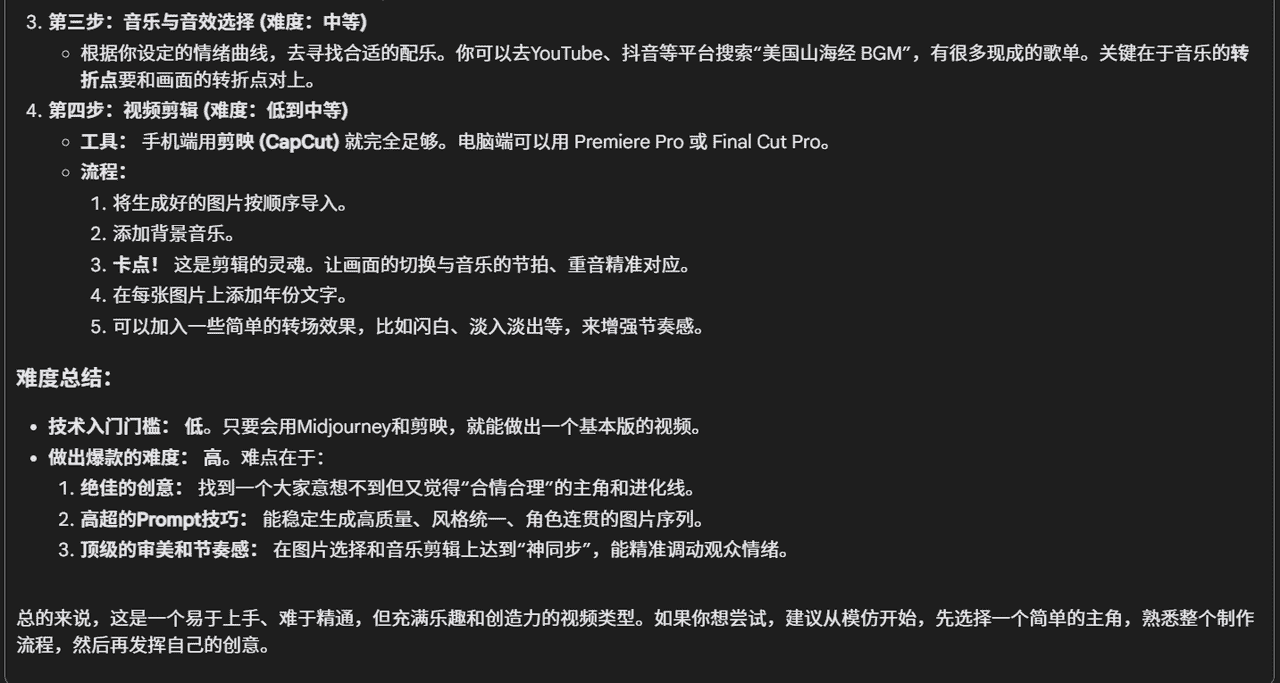 3. 第三步：音乐与音效选择 (难度：中等)
○ 根据你设定的情绪曲线，去寻找合适的配乐。你可以去YouTube、抖音等平台搜索“美国山海经 BGM”，有很多现成的歌单。关键在于音乐的转
折点要和画面的转折点对上。
4. 第四步：视频剪辑 (难度：低到中等)
○ 工具： 手机端用剪映 (CapCut) 就完全足够。电脑端可以用 Premiere Pro 或 Final Cut Pro。
○ 流程：
1. 将生成好的图片按顺序导入。
2. 添加背景音乐。
3. 卡点！ 这是剪辑的灵魂。让画面的切换与音乐的节拍、重音精准对应。
4. 在每张图片上添加年份文字。
5. 可以加入一些简单的转场效果，比如闪白、淡入淡出等，来增强节奏感。
难度总结：
• 技术入门门槛： 低。只要会用Midjourney和剪映，就能做出一个基本版的视频。
• 做出爆款的难度： 高。难点在于：
1. 绝佳的创意： 找到一个大家意想不到但又觉得“合情合理”的主角和进化线。
2. 高超的Prompt技巧： 能稳定生成高质量、风格统一、角色连贯的图片序列。
3. 顶级的审美和节奏感： 在图片选择和音乐剪辑上达到“神同步”，能精准调动观众情绪。
总的来说，这是一个易于上手、难于精通，但充满乐趣和创造力的视频类型。如果你想尝试，建议从模仿开始，先选择一个简单的主角，熟悉整个制作
流程，然后再发挥自己的创意。